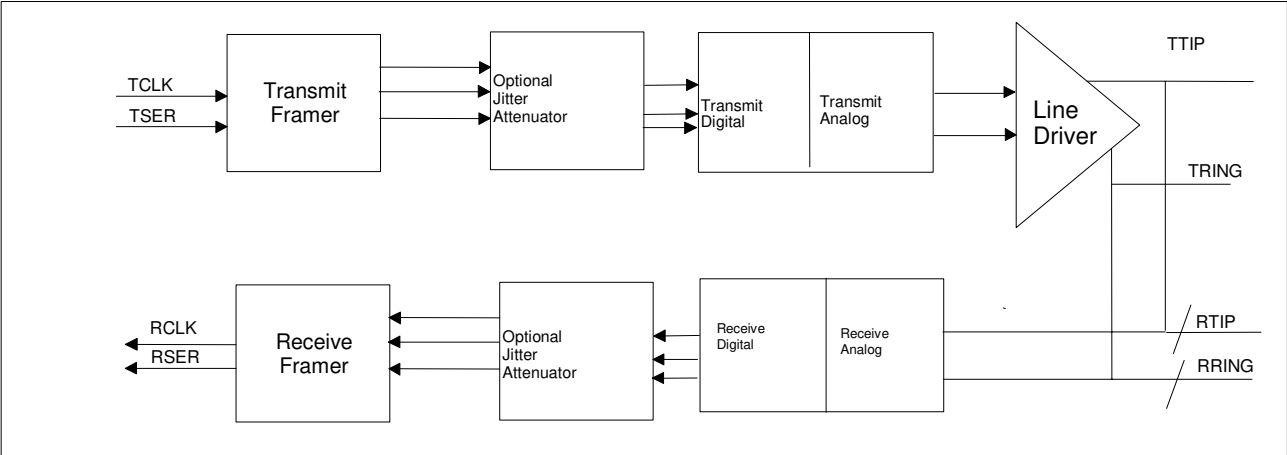 TTIP
TCLK
TSER
Transmit
Framer
Optional
Jitter
Attenuator
Transmit
Digital
Transmit
Analog
Line
Driver
TRING
RCLK
RSER
Receive
Framer
Optional
Jitter
Attenuator
Receive
Digital
Receive
Analog
RTIP
RRING